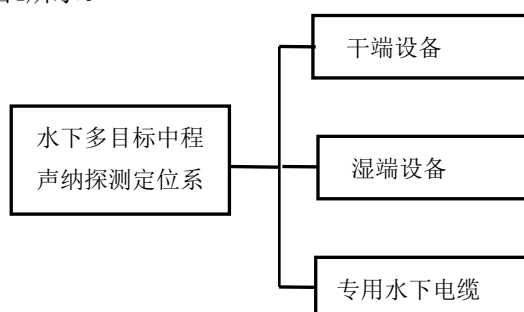 干端设备
水下多目标中程
声纳探测定位系
湿端设备
专用水下电缆